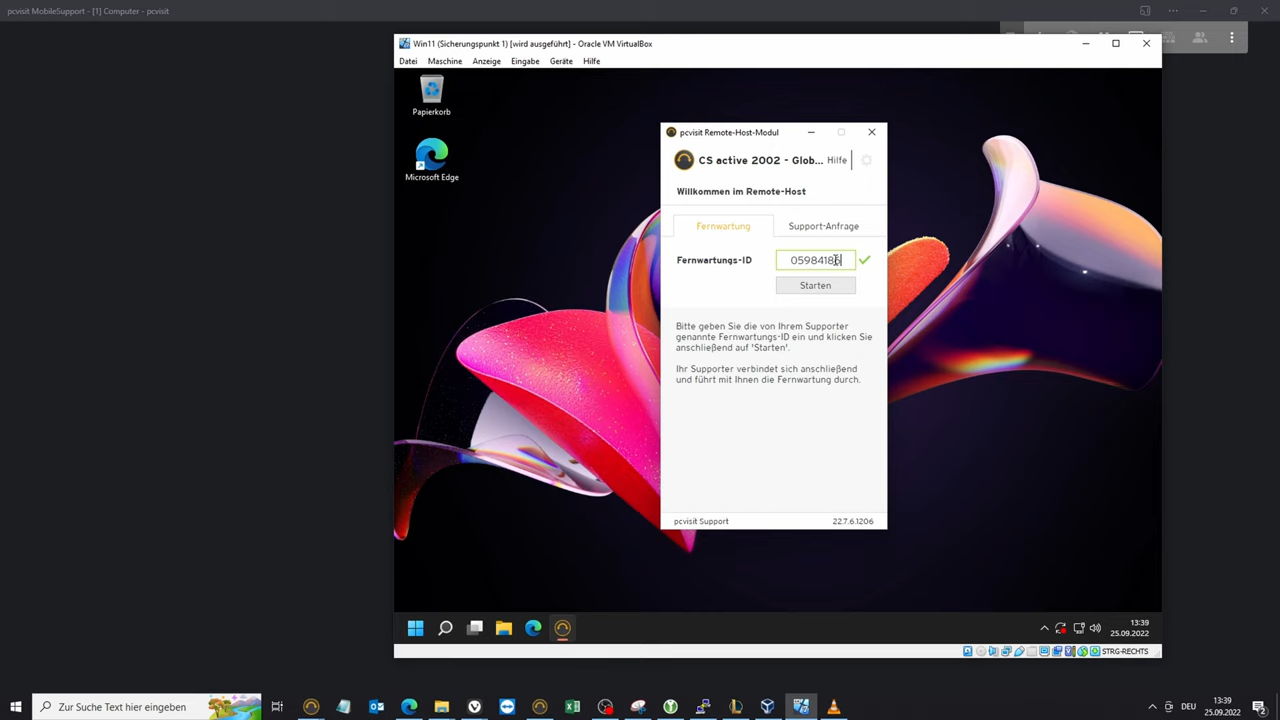 pcvisit MobileSupport - [1] Computer - pcvisit
Win11 (Sicherungspunkt 1) [wird ausgeführt] - Oracle VM VirtualBox
Datei Maschine Anzeige Eingabe Geräte Hilfe
Papierkorb
Microsoft Edge
pcvisit Remote-Host-Modul
CS active 2002 - Glob... Hilfe
Willkommen im Remote-Host
Fernwartung Support-Anfrage
Fernwartungs-ID
Starten
Bitte geben Sie die von Ihrem Supporter
genannte Fernwartungs-ID ein und klicken Sie
anschließend auf 'Starten'.
Ihr Supporter verbindet sich anschließend
und führt mit Ihnen die Fernwartung durch.
pcvisit Support 22.7.6.1206
13:39
25.09.2022
STRG-RECHTS
Zur Suche Text hier eingeben
DEU
13:39
25.09.2022